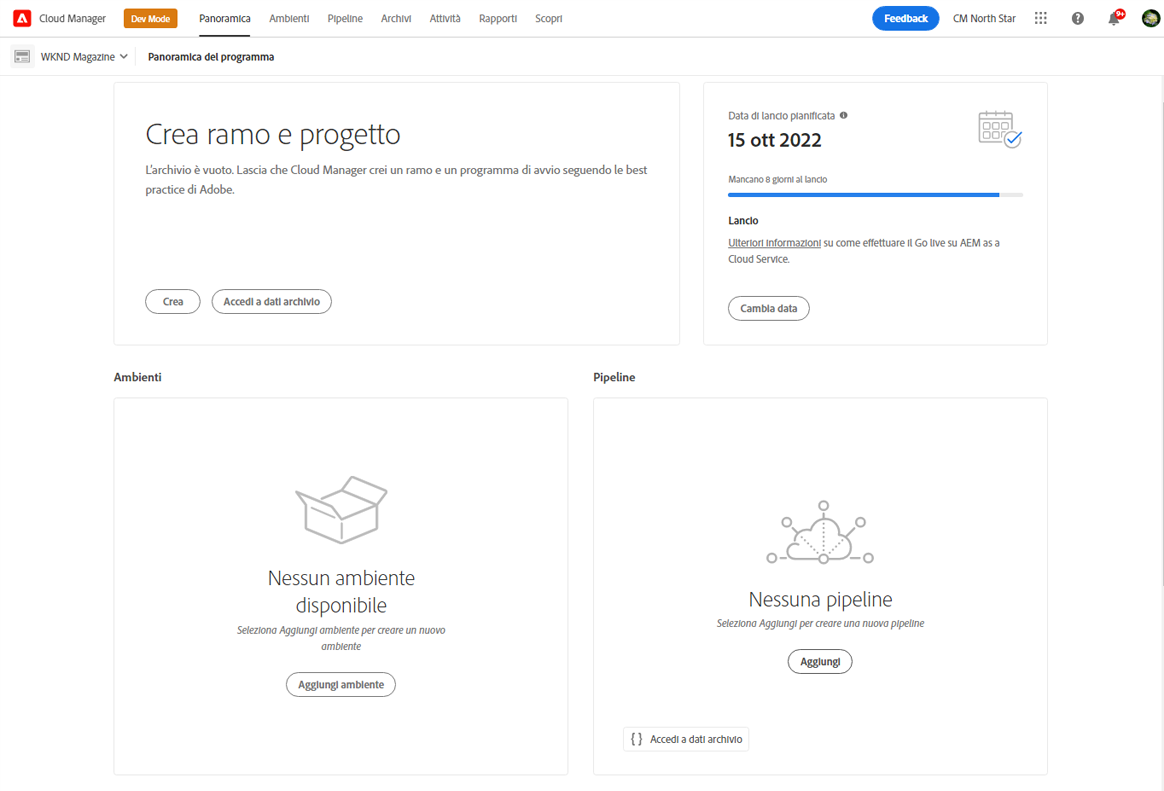 Cloud Manager
Dev Mode
Panoramica
Ambienti
Pipeline
Archivi
Attività
Rapporti
Scopri
Feedback
CM North Star
9+
WKND Magazine
Panoramica del programma
Crea ramo e progetto
L'archivio è vuoto. Lascia che Cloud Manager crei un ramo e un programma di avvio seguendo le best
practice di Adobe.
Crea
Accedi a dati archivio
Data di lancio pianificata
15 ott 2022
Mancano 8 giorni al lancio
Lancio
Ulteriori informazioni su come effettuare il Go live su AEM as a
Cloud Service.
Cambia data
Ambienti
Nessun ambiente
disponibile
Seleziona Aggiungi ambiente per creare un nuovo
ambiente
Aggiungi ambiente
Pipeline
Nessuna pipeline
Seleziona Aggiungi per creare una nuova pipeline
Aggiungi
{ } Accedi a dati archivio